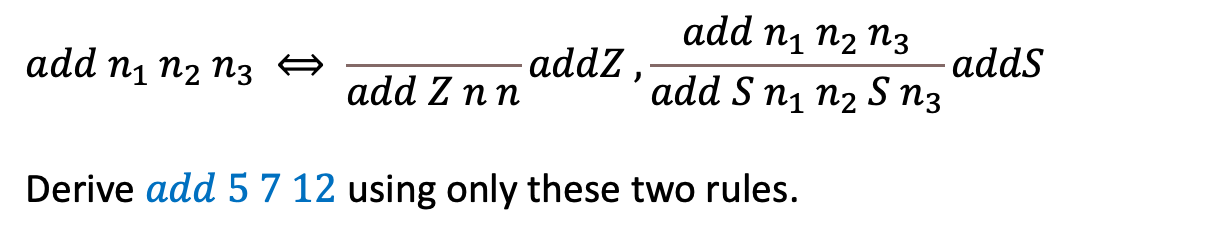 add n₁ n₂ n₃ ⟺ ─────── addZ , add n₁ n₂ n₃ / add S n₁ n₂ S n₃ addS
add Z n n
Derive add 5 7 12 using only these two rules.